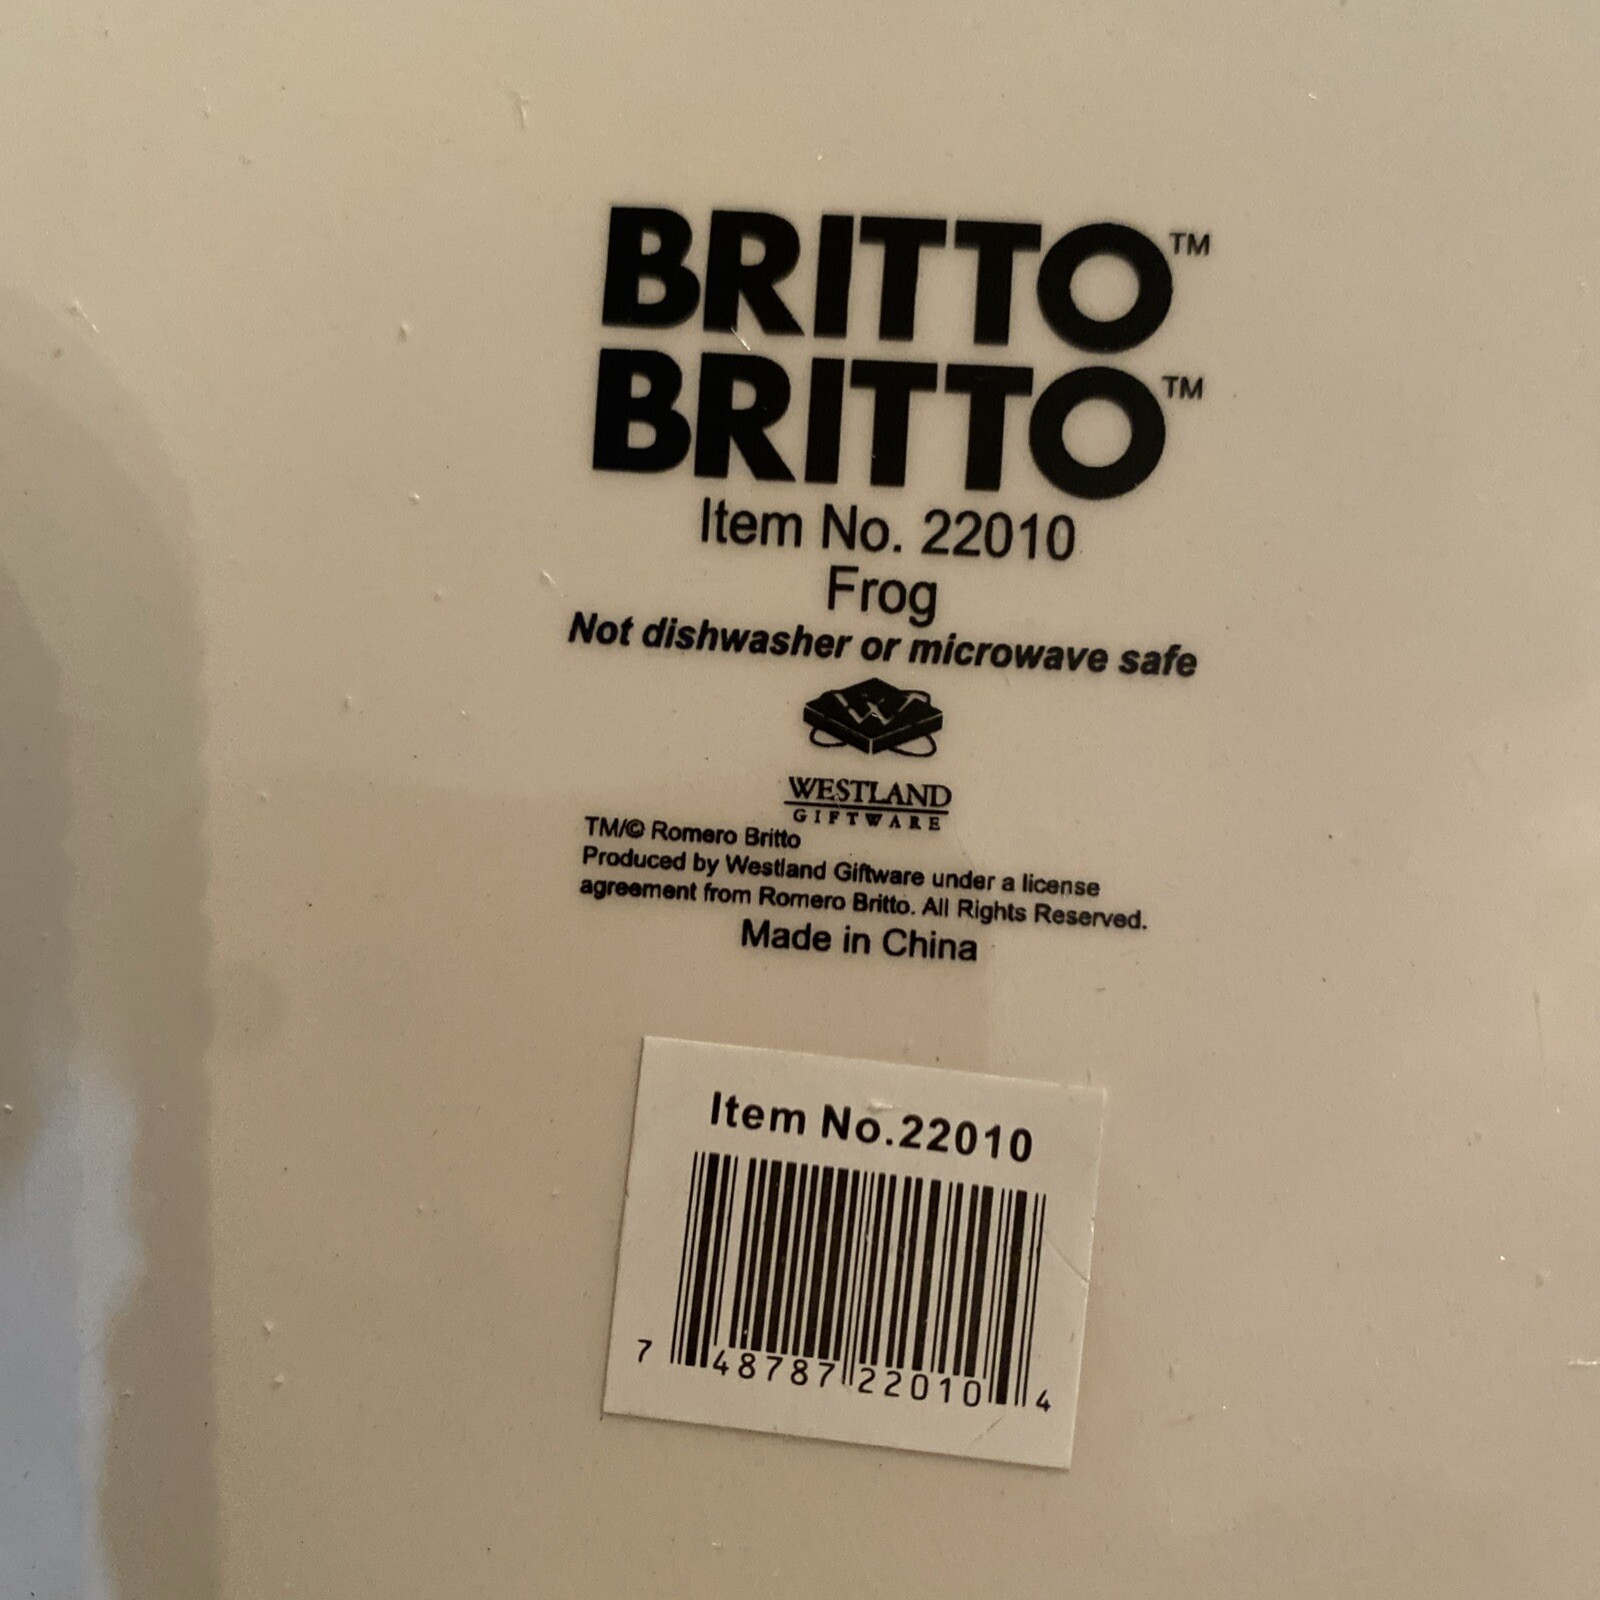 BRITTO™
BRITTO™
Item No. 22010
Frog
Not dishwasher or microwave safe
WESTLAND
GIFTWARE
TM/© Romero Britto
Produced by Westland Giftware under a license
agreement from Romero Britto. All Rights Reserved.
Made in China
Item No.22010
7 48787 22010 4